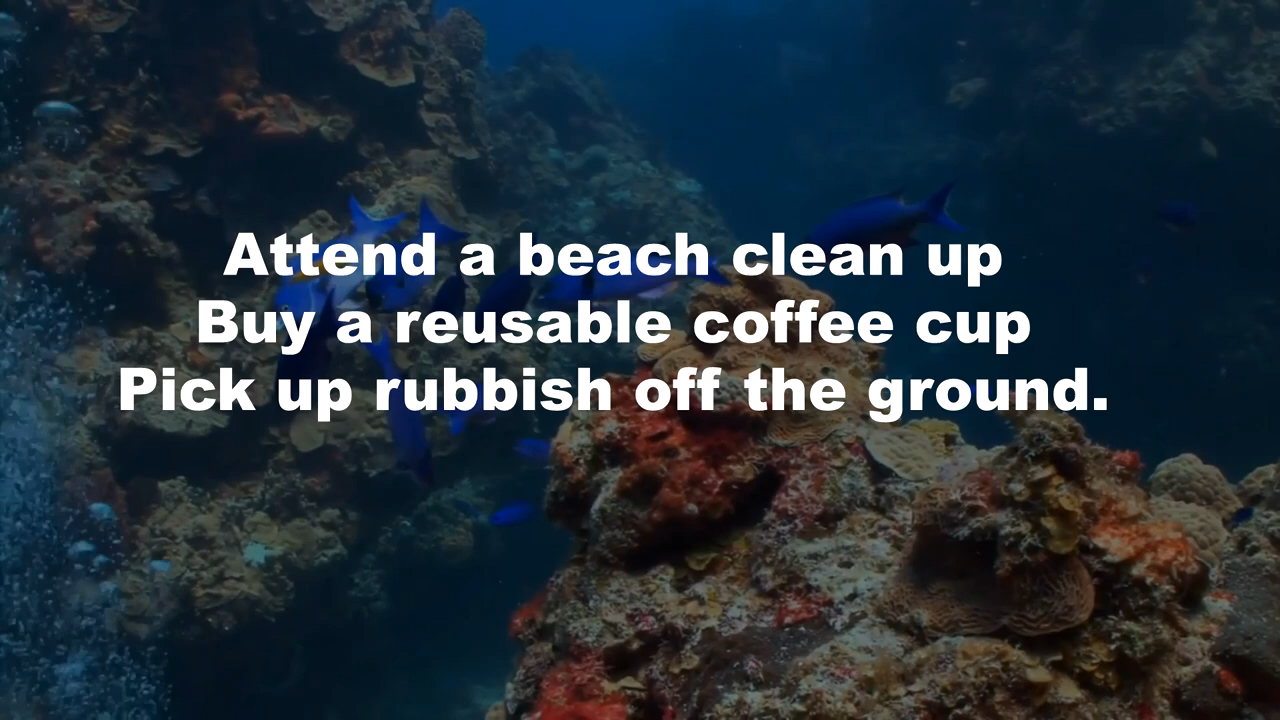 Attend a beach clean up
Buy a reusable coffee cup
Pick up rubbish off the ground.